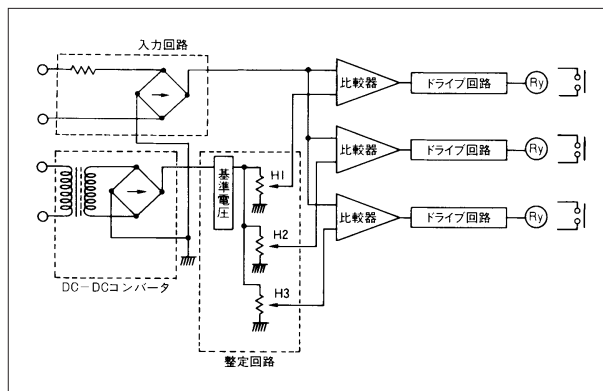 入力回路
比較器
ドライブ回路
Ry
比較器
ドライブ回路
Ry
比較器
ドライブ回路
Ry
基準電圧
H1
H2
H3
DC-DCコンバータ
整定回路